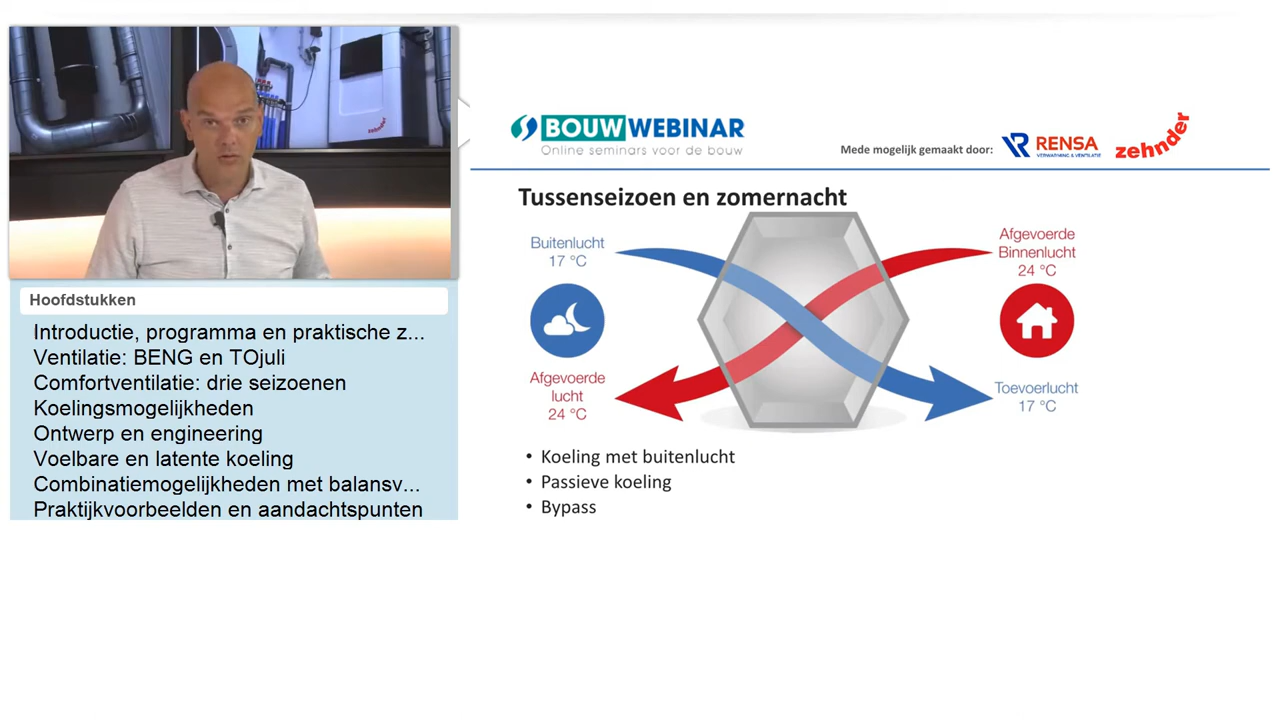 zehnder
Hoofdstukken
Introductie, programma en praktische z...
Ventilatie: BENG en TOjuli
Comfortventilatie: drie seizoenen
Koelingsmogelijkheden
Ontwerp en engineering
Voelbare en latente koeling
Combinatiemogelijkheden met balansv...
Praktijkvoorbeelden en aandachtspunten
BOUWWEBINAR
Online seminars voor de bouw
Mede mogelijk gemaakt door:
RENSA
VERWARMING & VENTILATIE
zehnder
Tussenseizoen en zomernacht
Buitenlucht
17 °C
Afgevoerde
Binnenlucht
24 °C
Afgevoerde
lucht
24 °C
Toevoerlucht
17 °C
• Koeling met buitenlucht
• Passieve koeling
• Bypass